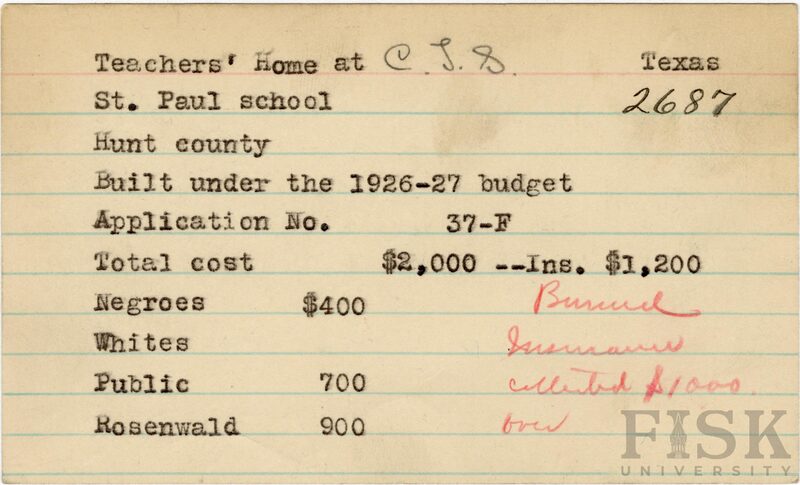 Teachers' Home at C. I. S. Texas
St. Paul school 2687
Hunt county
Built under the 1926-27 budget
Application No. 37-F
Total cost $2,000 --Ins. $1,200
Negroes $400 Burned
Whites Insurance
Public 700 collected $1000.
Rosenwald 900 over
FISK
UNIVERSITY